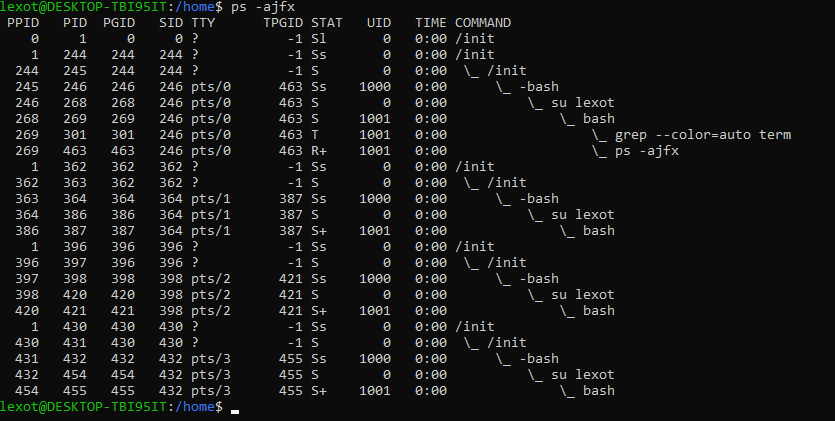 lexot@DESKTOP-TBI95IT:/home$ ps -ajfx
 PPID   PID  PGID   SID TTY      TPGID STAT   UID   TIME COMMAND
    0     1     0     0 ?           -1 Sl       0   0:00 /init
    1   244   244   244 ?           -1 Ss       0   0:00 /init
  244   245   244   244 ?           -1 S        0   0:00  \_ /init
  245   246   246   246 pts/0      463 Ss    1000   0:00      \_ -bash
  246   268   268   246 pts/0      463 S        0   0:00          \_ su lexot
  268   269   269   246 pts/0      463 S     1001   0:00              \_ bash
  269   301   301   246 pts/0      463 T     1001   0:00                  \_ grep --color=auto term
  269   463   463   246 pts/0      463 R+    1001   0:00                  \_ ps -ajfx
    1   362   362   362 ?           -1 Ss       0   0:00 /init
  362   363   362   362 ?           -1 S        0   0:00  \_ /init
  363   364   364   364 pts/1      387 Ss    1000   0:00      \_ -bash
  364   386   386   364 pts/1      387 S        0   0:00          \_ su lexot
  386   387   387   364 pts/1      387 S+    1001   0:00              \_ bash
    1   396   396   396 ?           -1 Ss       0   0:00 /init
  396   397   396   396 ?           -1 S        0   0:00  \_ /init
  397   398   398   398 pts/2      421 Ss    1000   0:00      \_ -bash
  398   420   420   398 pts/2      421 S        0   0:00          \_ su lexot
  420   421   421   398 pts/2      421 S+    1001   0:00              \_ bash
    1   430   430   430 ?           -1 Ss       0   0:00 /init
  430   431   430   430 ?           -1 S        0   0:00  \_ /init
  431   432   432   432 pts/3      455 Ss    1000   0:00      \_ -bash
  432   454   454   432 pts/3      455 S        0   0:00          \_ su lexot
  454   455   455   432 pts/3      455 S+    1001   0:00              \_ bash
lexot@DESKTOP-TBI95IT:/home$